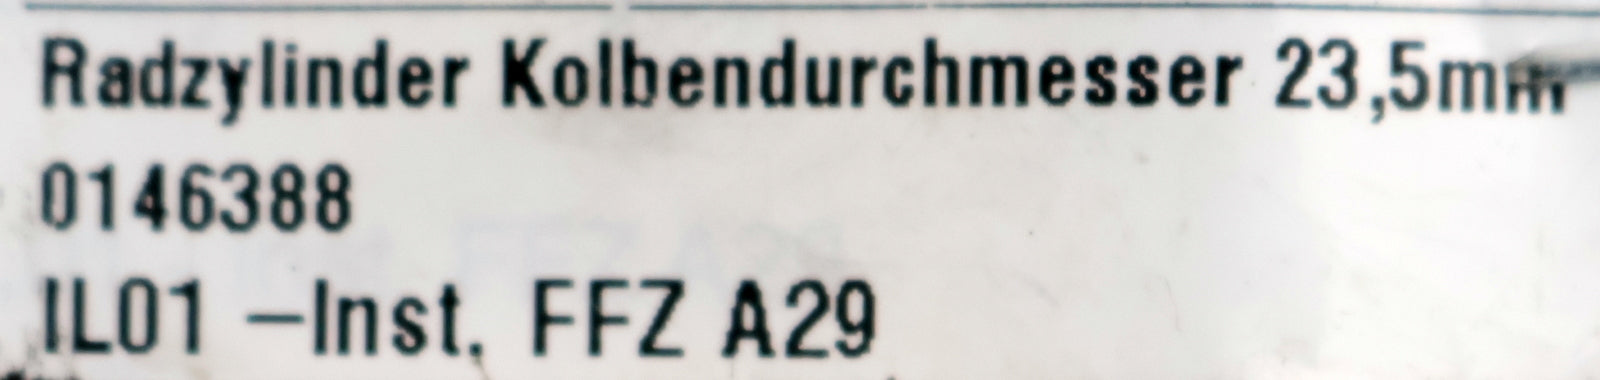 Radzylinder Kolbendurchmesser 23,5mm
0146388
IL01 –Inst. FFZ A29